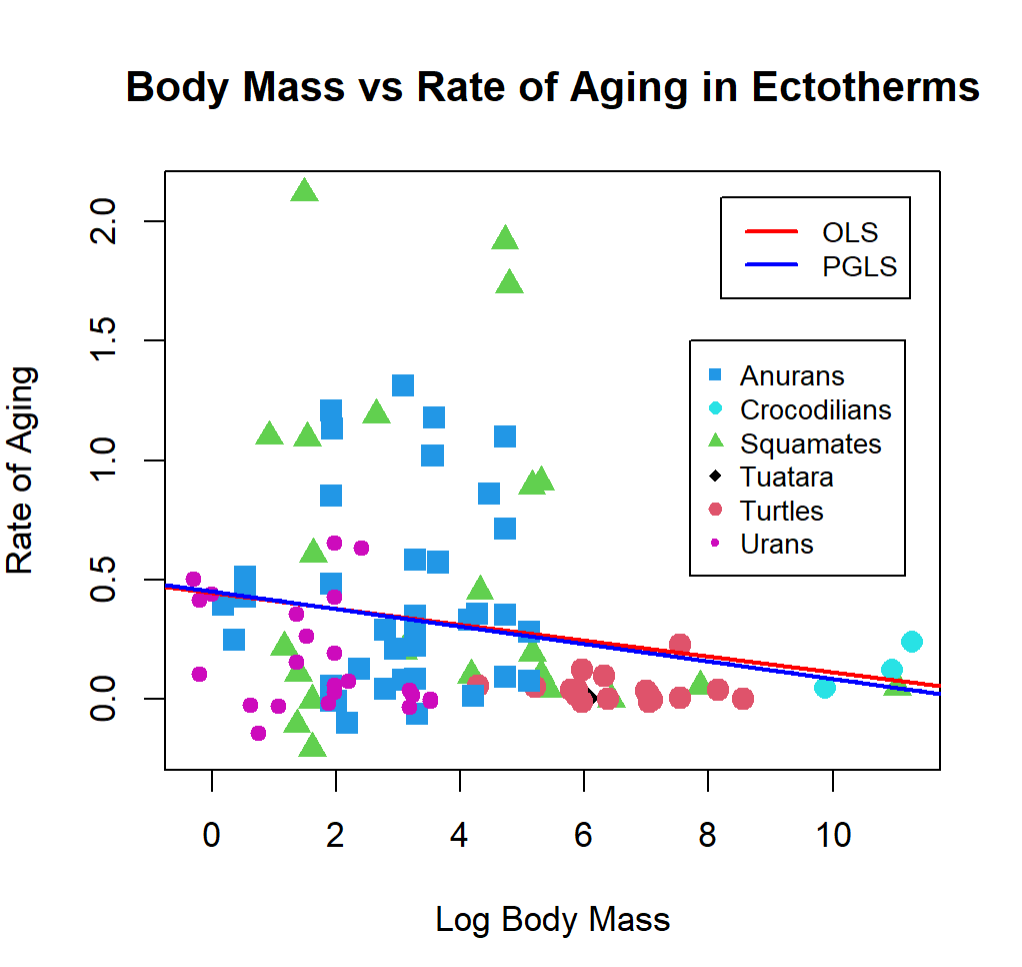 Body Mass vs Rate of Aging in Ectotherms
2.0
1.5
1.0
0.5
0.0
Rate of Aging
OLS
PGLS
Anurans
Crocodilians
Squamates
Tuatara
Turtles
Urans
0 2 4 6 8 10
Log Body Mass